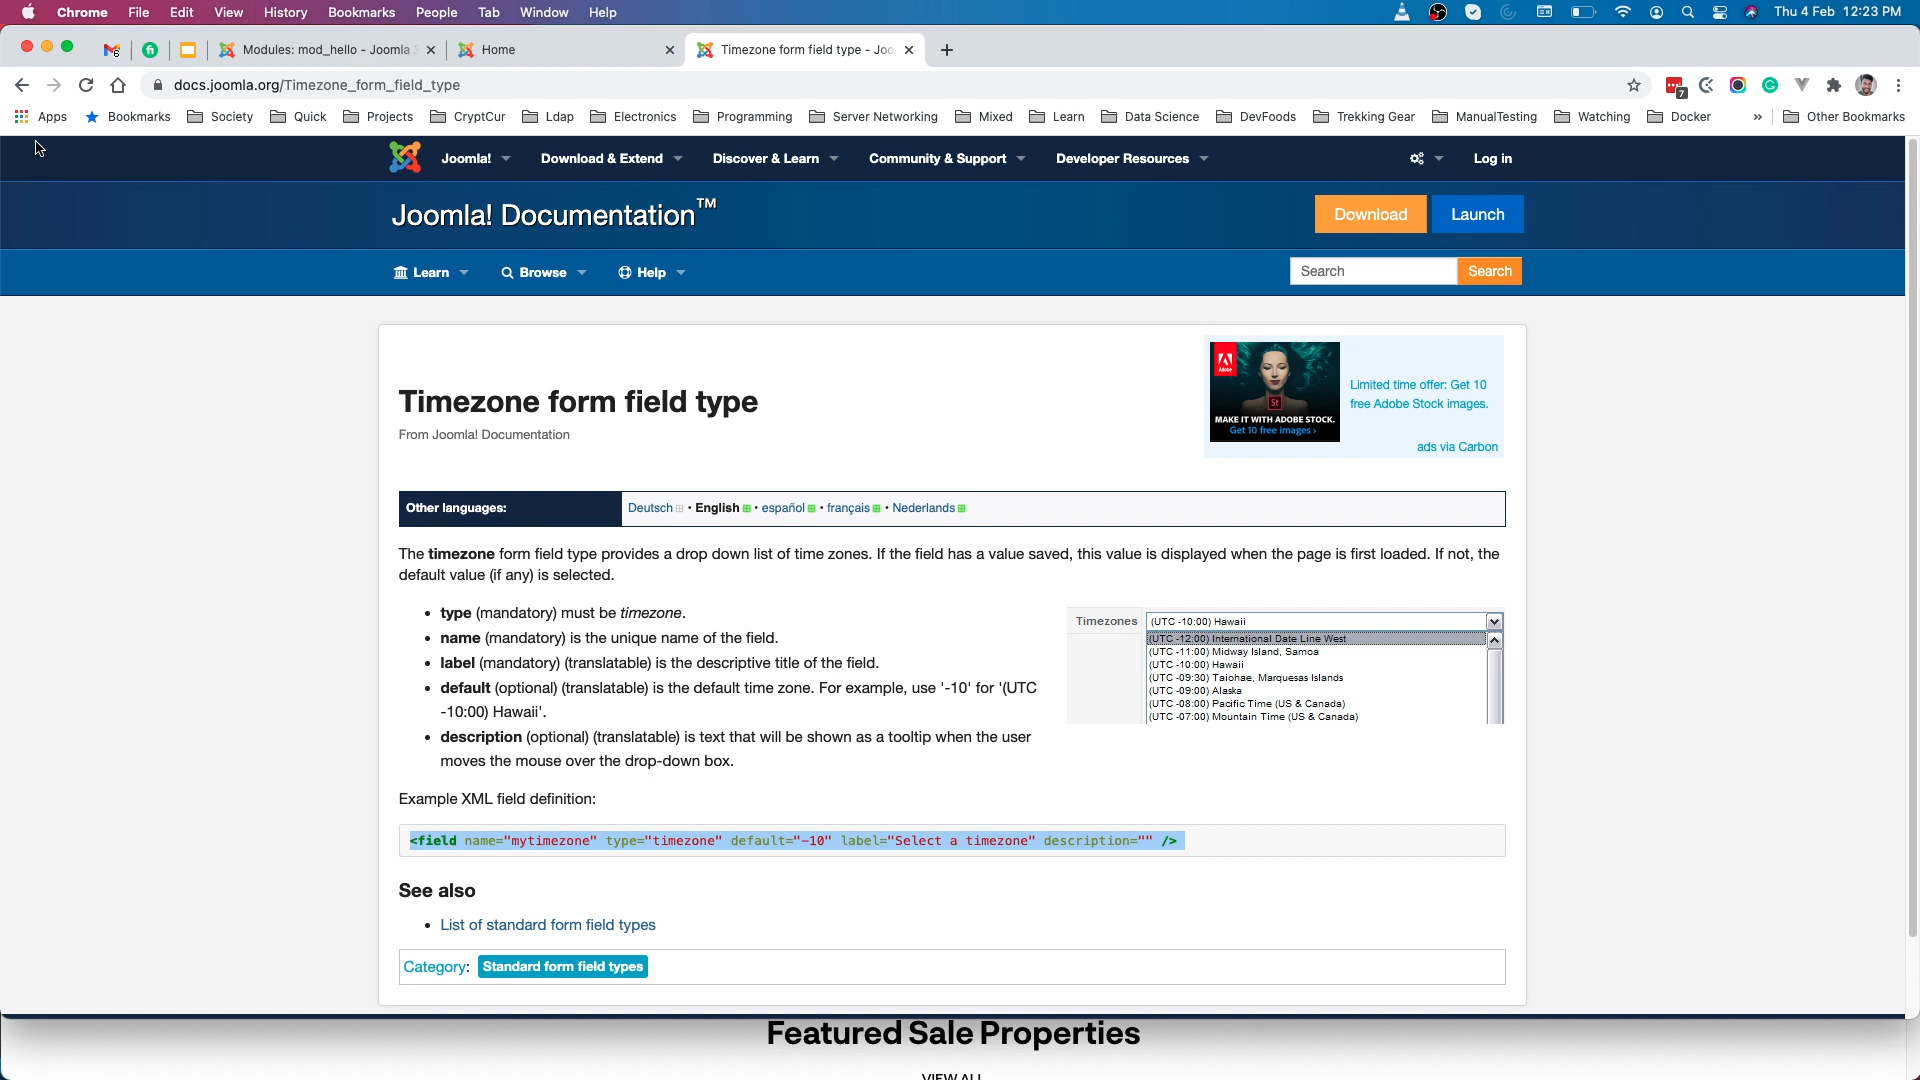 Chrome File Edit View History Bookmarks People Tab Window Help Thu 4 Feb 12:23 PM
Modules: mod_hello - Joomla
Home
Timezone form field type - Joo
docs.joomla.org/Timezone_form_field_type
7
Apps Bookmarks Society Quick Projects CryptCur Ldap Electronics Programming Server Networking Mixed Learn Data Science DevFoods Trekking Gear ManualTesting Watching Docker » Other Bookmarks
Joomla! Download & Extend Discover & Learn Community & Support Developer Resources Log in
Joomla! Documentation™
Download Launch
Learn Browse Help
Search Search
Timezone form field type
From Joomla! Documentation
Adobe
St
MAKE IT WITH ADOBE STOCK.
Get 10 free images ›
Limited time offer: Get 10
free Adobe Stock images.
ads via Carbon
Other languages: Deutsch • English • español • français • Nederlands
The timezone form field type provides a drop down list of time zones. If the field has a value saved, this value is displayed when the page is first loaded. If not, the
default value (if any) is selected.
• type (mandatory) must be timezone.
• name (mandatory) is the unique name of the field.
• label (mandatory) (translatable) is the descriptive title of the field.
• default (optional) (translatable) is the default time zone. For example, use '-10' for '(UTC
-10:00) Hawaii'.
• description (optional) (translatable) is text that will be shown as a tooltip when the user
moves the mouse over the drop-down box.
Timezones (UTC -10:00) Hawaii
(UTC -12:00) International Date Line West
(UTC -11:00) Midway Island, Samoa
(UTC -10:00) Hawaii
(UTC -09:30) Taiohae, Marquesas Islands
(UTC -09:00) Alaska
(UTC -08:00) Pacific Time (US & Canada)
(UTC -07:00) Mountain Time (US & Canada)
Example XML field definition:
<field name="mytimezone" type="timezone" default="-10" label="Select a timezone" description="" />
See also
• List of standard form field types
Category: Standard form field types
Featured Sale Properties
VIEW ALL